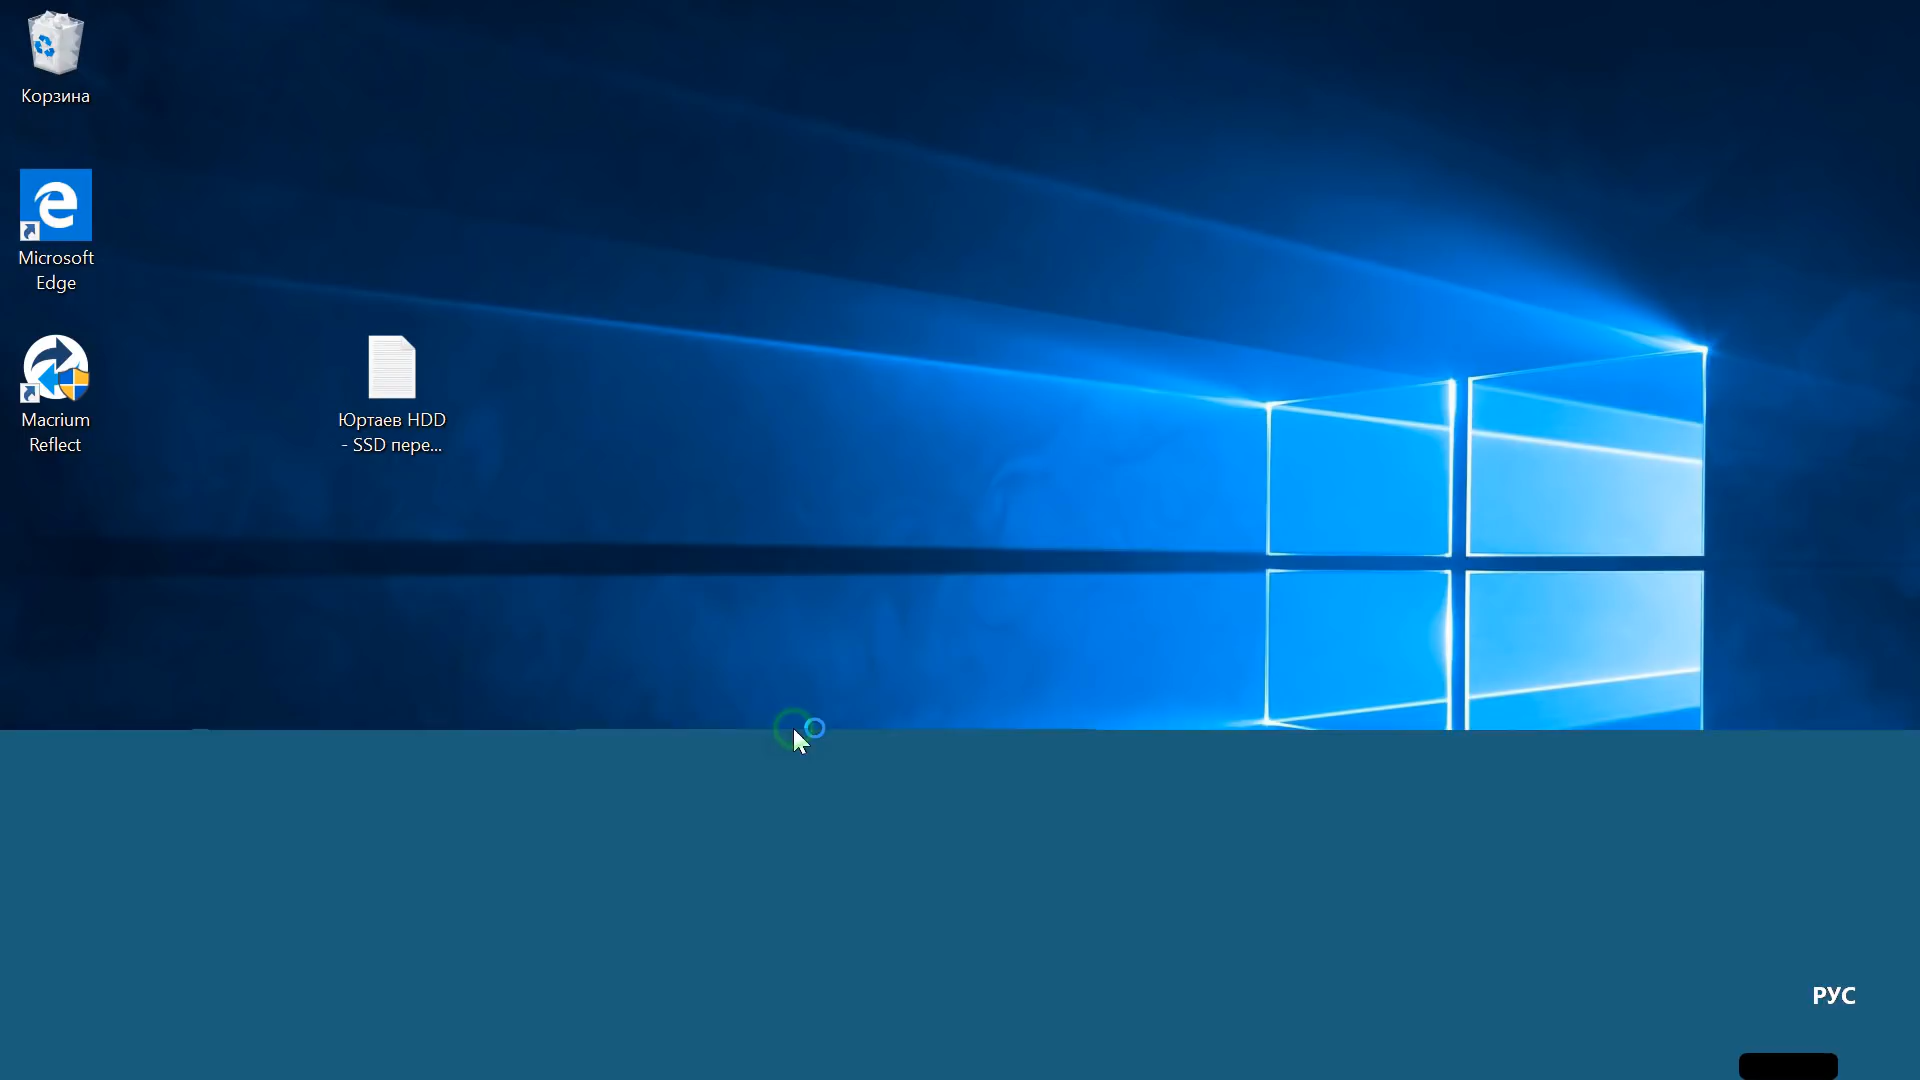 Корзина
Microsoft
Edge
Macrium
Reflect
Юртаев HDD
- SSD пере...
РУС